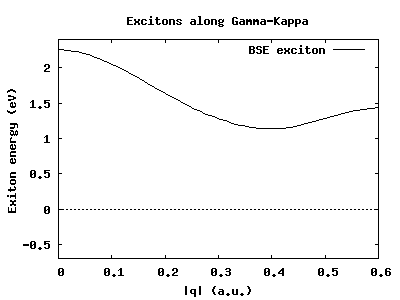 Excitons along Gamma-Kappa
BSE exciton
Exiton energy (eV)
2
1.5
1
0.5
0
-0.5
0 0.1 0.2 0.3 0.4 0.5 0.6
|q| (a.u.)